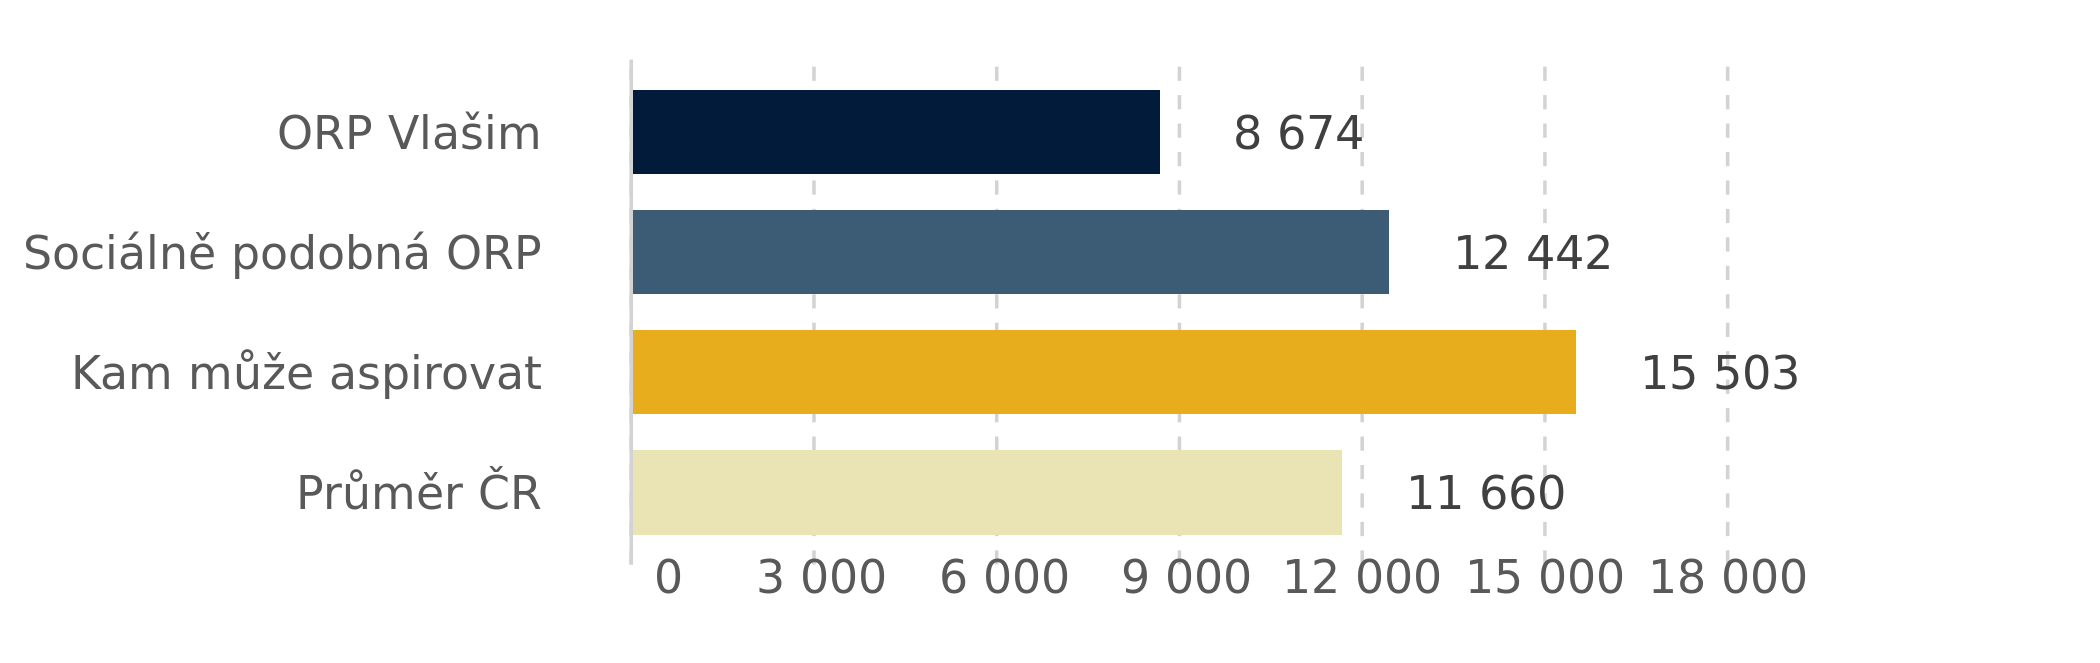 ORP Vlašim 8 674
Sociálně podobná ORP 12 442
Kam může aspirovat 15 503
Průměr ČR 11 660
0 3 000 6 000 9 000 12 000 15 000 18 000